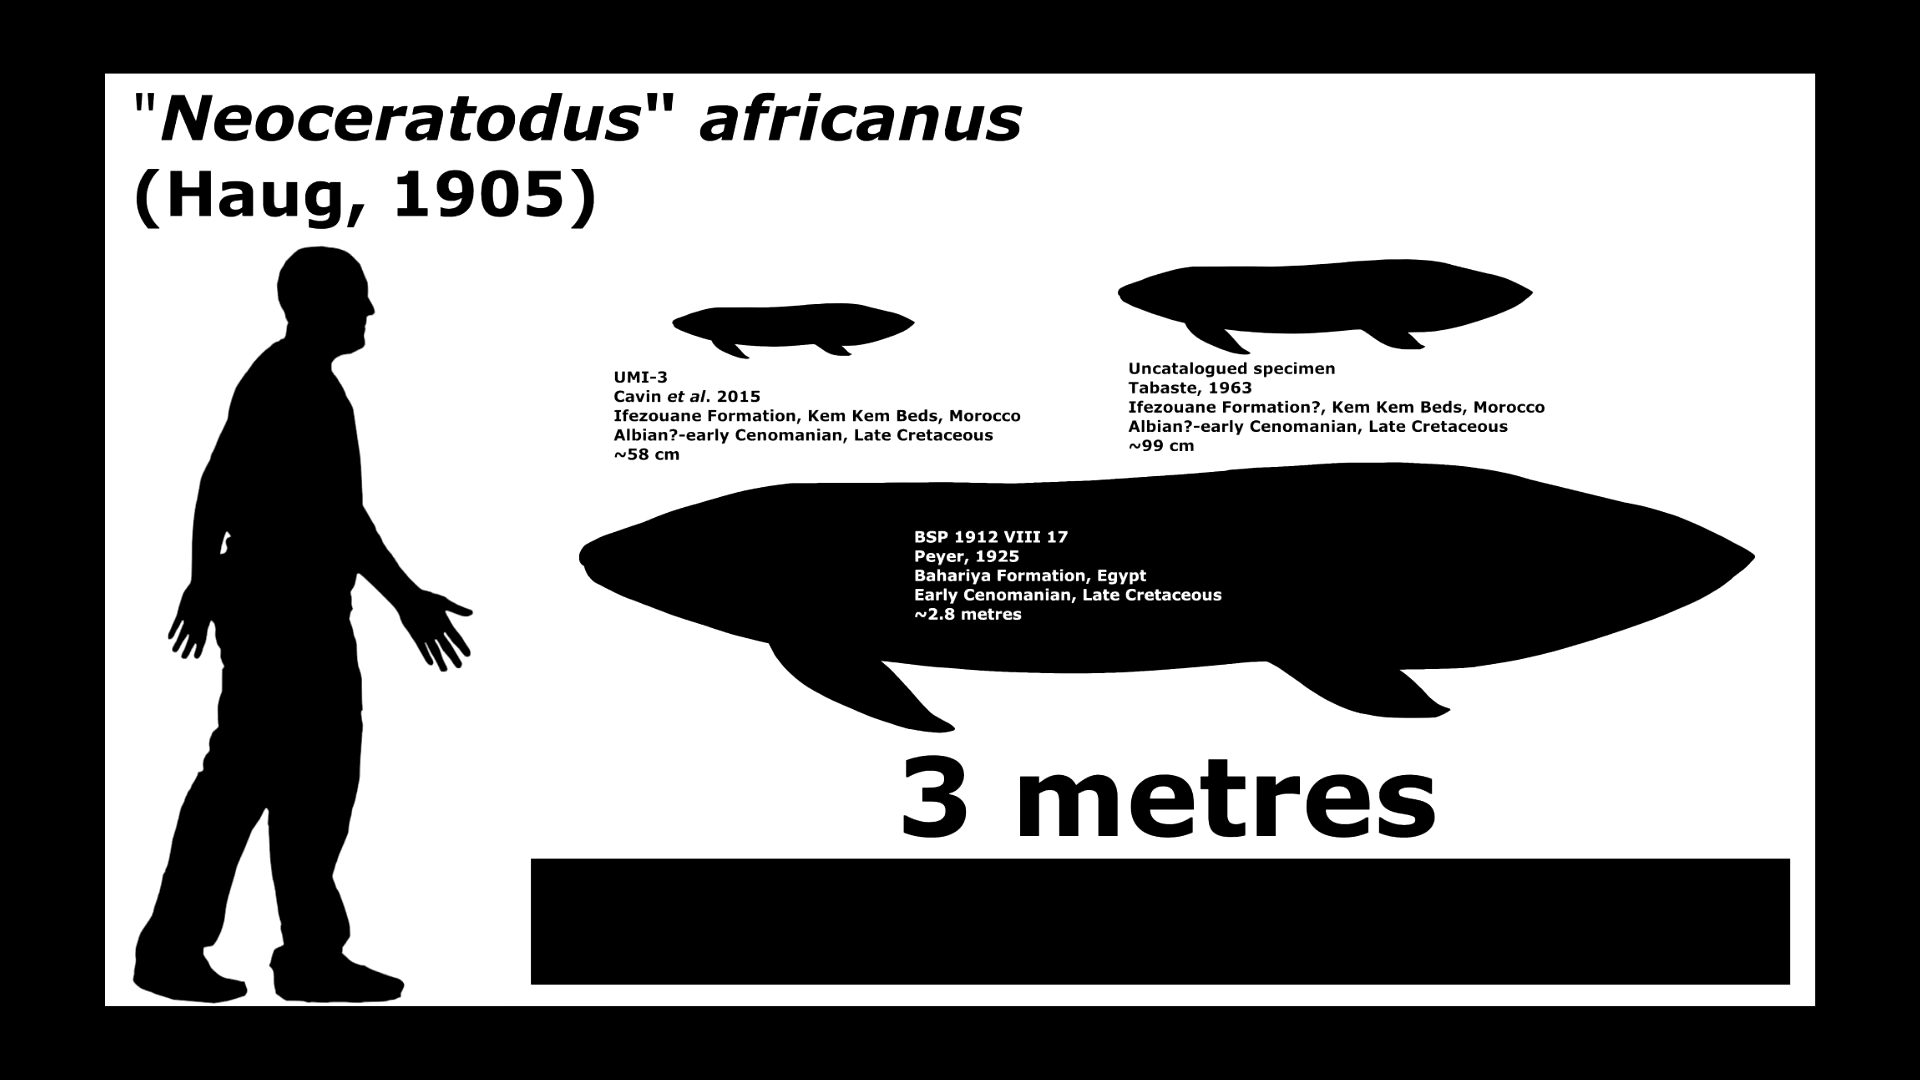 "Neoceratodus" africanus
(Haug, 1905)
UMI-3
Cavin et al. 2015
Ifezouane Formation, Kem Kem Beds, Morocco
Albian?-early Cenomanian, Late Cretaceous
~58 cm
Uncatalogued specimen
Tabaste, 1963
Ifezouane Formation?, Kem Kem Beds, Morocco
Albian?-early Cenomanian, Late Cretaceous
~99 cm
BSP 1912 VIII 17
Peyer, 1925
Bahariya Formation, Egypt
Early Cenomanian, Late Cretaceous
~2.8 metres
3 metres